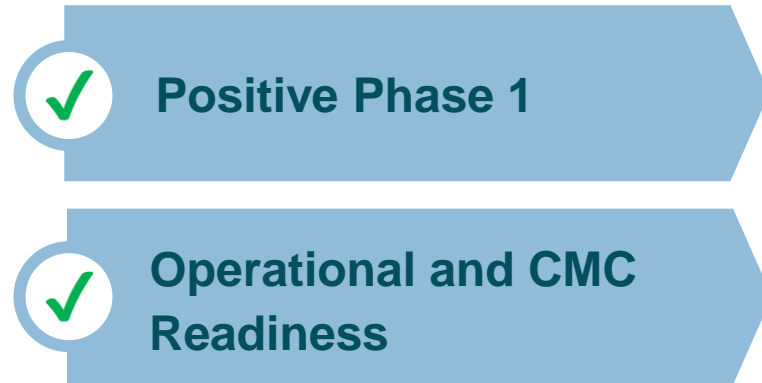 Positive Phase 1
Operational and CMC
Readiness